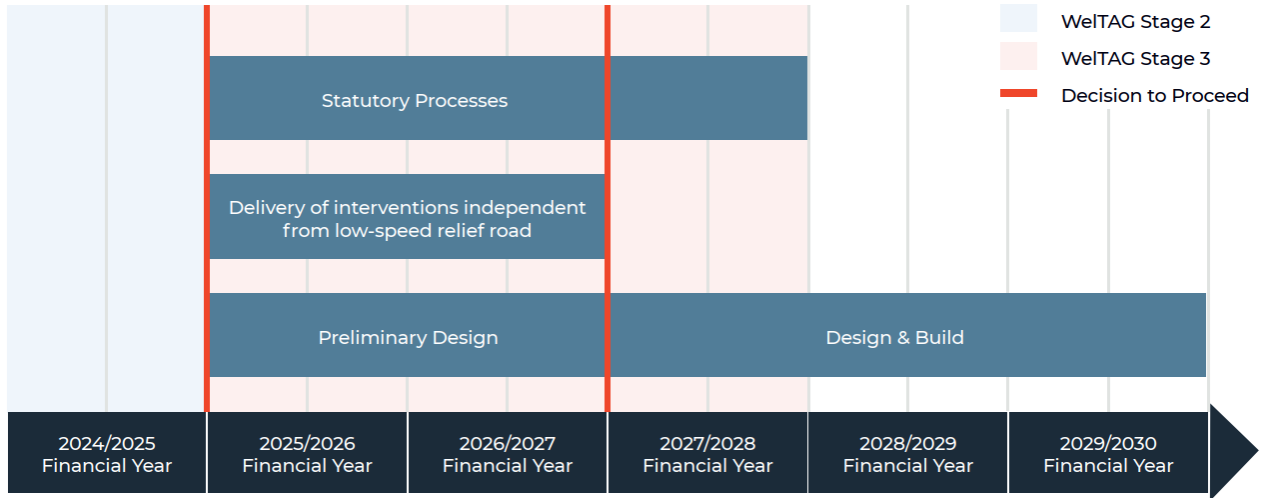 WelTAG Stage 2
WelTAG Stage 3
Decision to Proceed
Statutory Processes
Delivery of interventions independent
from low-speed relief road
Preliminary Design
Design & Build
2024/2025
Financial Year
2025/2026
Financial Year
2026/2027
Financial Year
2027/2028
Financial Year
2028/2029
Financial Year
2029/2030
Financial Year